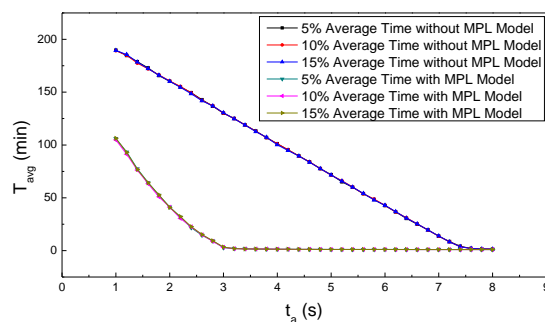 5% Average Time without MPL Model
10% Average Time without MPL Model
15% Average Time without MPL Model
5% Average Time with MPL Model
10% Average Time with MPL Model
15% Average Time with MPL Model
200
150
100
50
0
T_avg (min)
0 1 2 3 4 5 6 7 8 9
t_a (s)